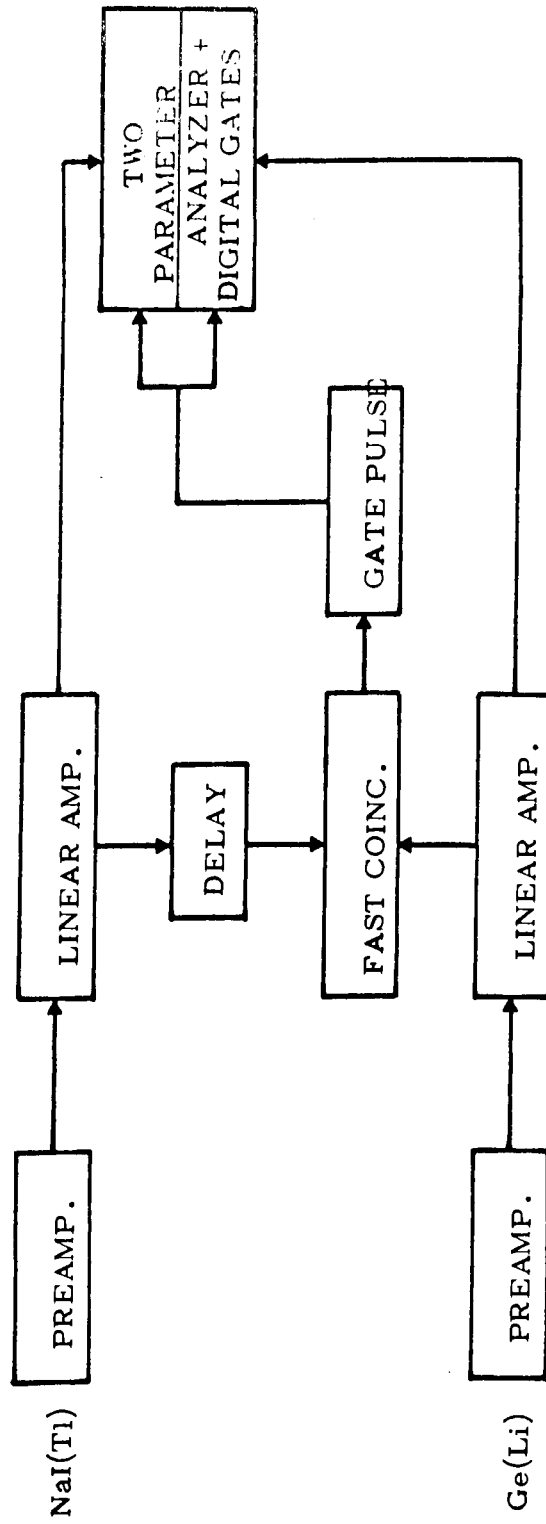 NaI(Tl)
PREAMP.
LINEAR AMP.
TWO
PARAMETER
ANALYZER +
DIGITAL GATES
DELAY
FAST COINC.
GATE PULSE
Ge(Li)
PREAMP.
LINEAR AMP.